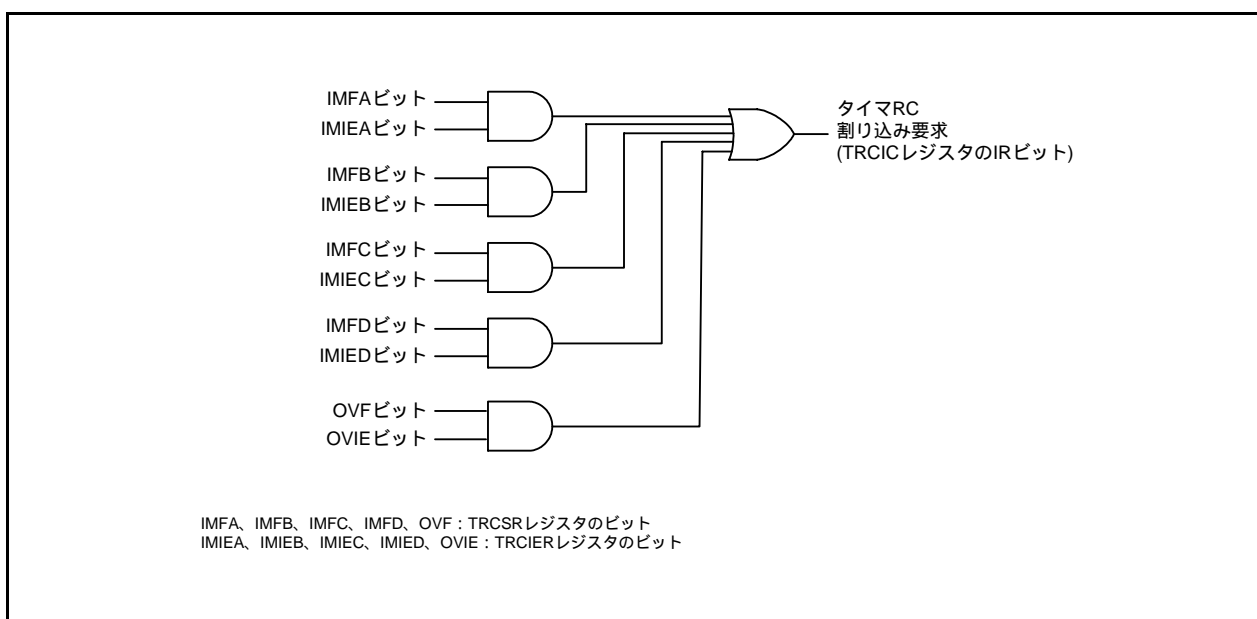 IMFAビット
IMIEAビット
IMFBビット
IMIEBビット
IMFCビット
IMIECビット
IMFDビット
IMIEDビット
OVFビット
OVIEビット
タイマRC
割り込み要求
(TRCICレジスタのIRビット)
IMFA、IMFB、IMFC、IMFD、OVF：TRCSRレジスタのビット
IMIEA、IMIEB、IMIEC、IMIED、OVIE：TRCIERレジスタのビット